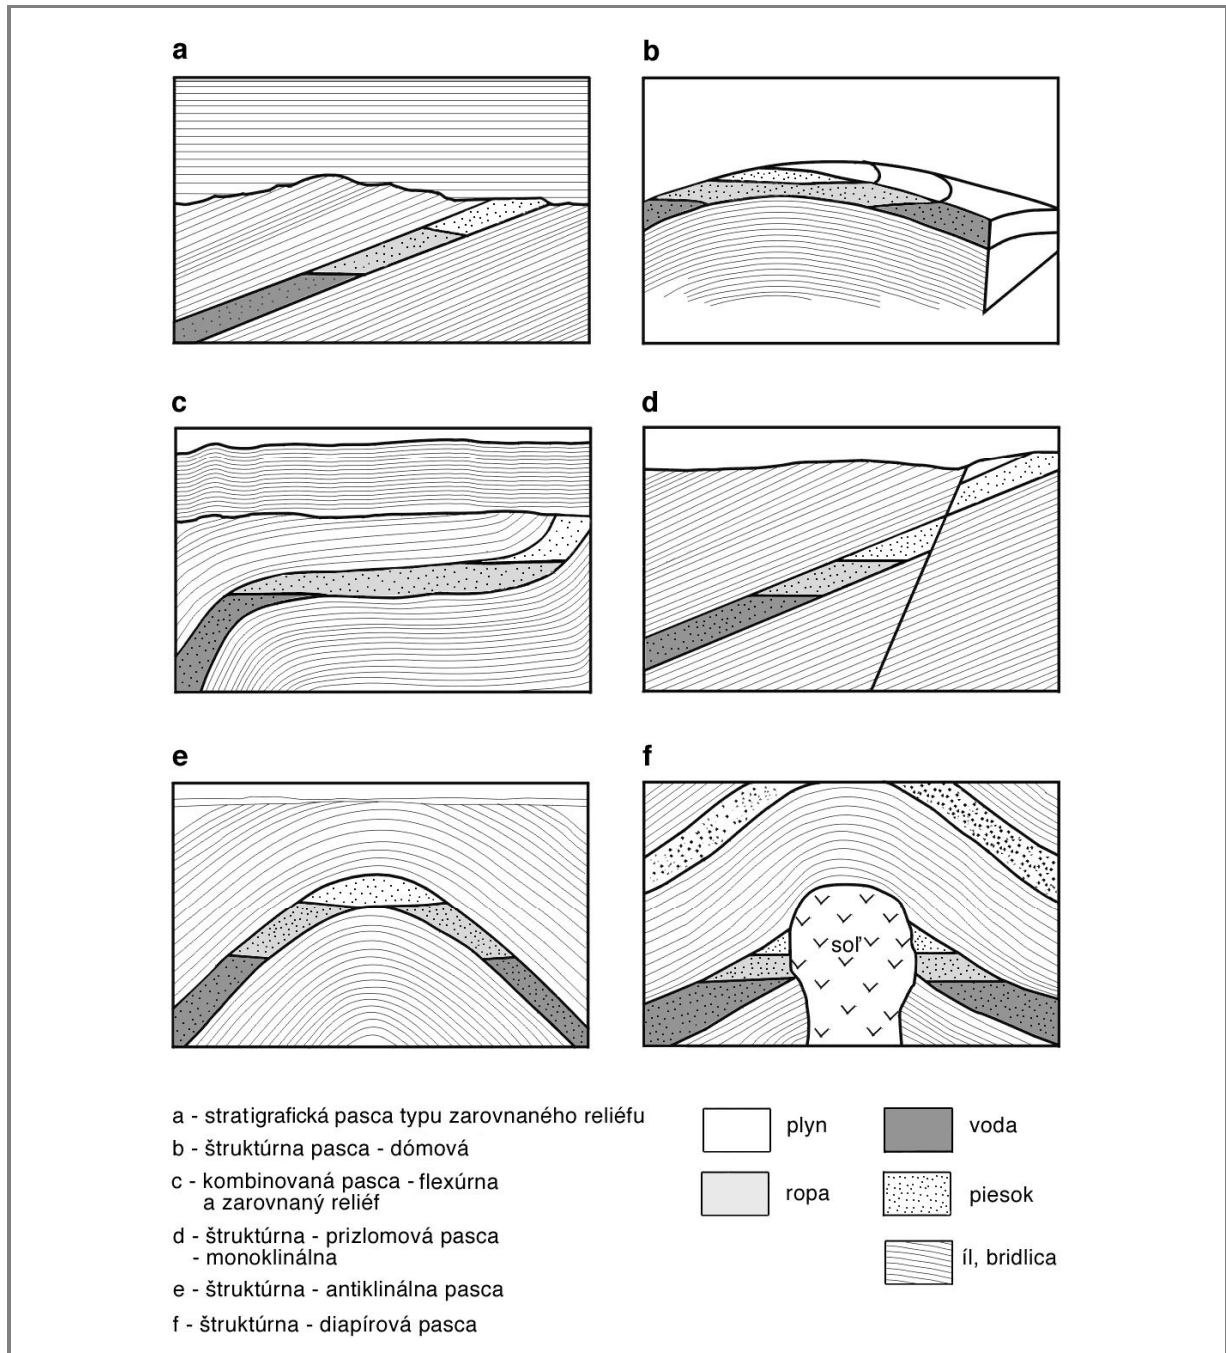 a
b
c
d
e
f
soľ
a - stratigrafická pasca typu zarovnaného reliéfu
b - štruktúrna pasca - dómová
c - kombinovaná pasca - flexúrna
a zarovnaný reliéf
d - štruktúrna - prizlomová pasca
- monoklinálna
e - štruktúrna - antiklinálna pasca
f - štruktúrna - diapírová pasca
plyn
voda
ropa
piesok
íl, bridlica